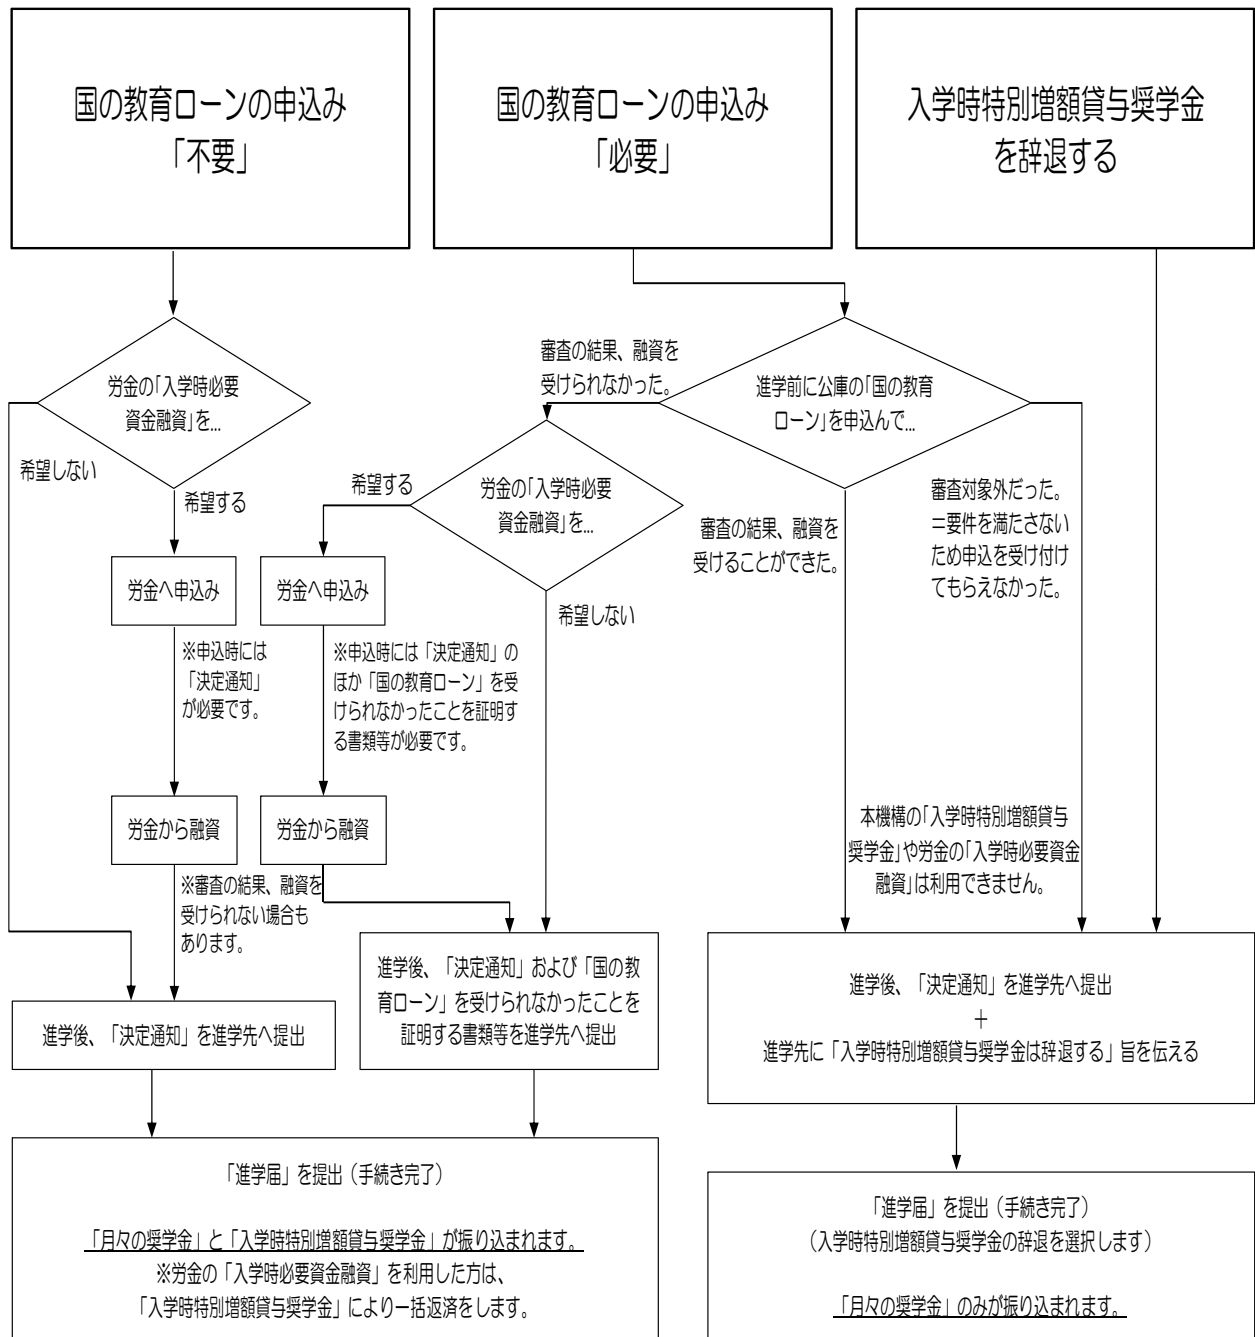 国の教育ローンの申込み
「不要」
国の教育ローンの申込み
「必要」
入学時特別増額貸与奨学金
を辞退する
労金の「入学時必要
資金融資」を...
希望しない
希望する
審査の結果、融資を
受けられなかった。
進学前に公庫の「国の教育
ローン」を申込んで...
労金の「入学時必要
資金融資」を...
希望する
希望しない
審査の結果、融資を
受けることができた。
審査対象外だった。
＝要件を満たさない
ため申込を受け付け
てもらえなかった。
労金へ申込み
労金へ申込み
※申込時には
「決定通知」
が必要です。
※申込時には「決定通知」の
ほか「国の教育ローン」を受
けられなかったことを証明す
る書類等が必要です。
労金から融資
労金から融資
※審査の結果、融資を
受けられない場合も
あります。
本機構の「入学時特別増額貸与
奨学金」や労金の「入学時必要資金
融資」は利用できません。
進学後、「決定通知」を進学先へ提出
進学後、「決定通知」および「国の教
育ローン」を受けられなかったことを
証明する書類等を進学先へ提出
進学後、「決定通知」を進学先へ提出
＋
進学先に「入学時特別増額貸与奨学金は辞退する」旨を伝える
「進学届」を提出（手続き完了）
「月々の奨学金」と「入学時特別増額貸与奨学金」が振り込まれます。
※労金の「入学時必要資金融資」を利用した方は、
「入学時特別増額貸与奨学金」により一括返済をします。
「進学届」を提出（手続き完了）
（入学時特別増額貸与奨学金の辞退を選択します）
「月々の奨学金」のみが振り込まれます。